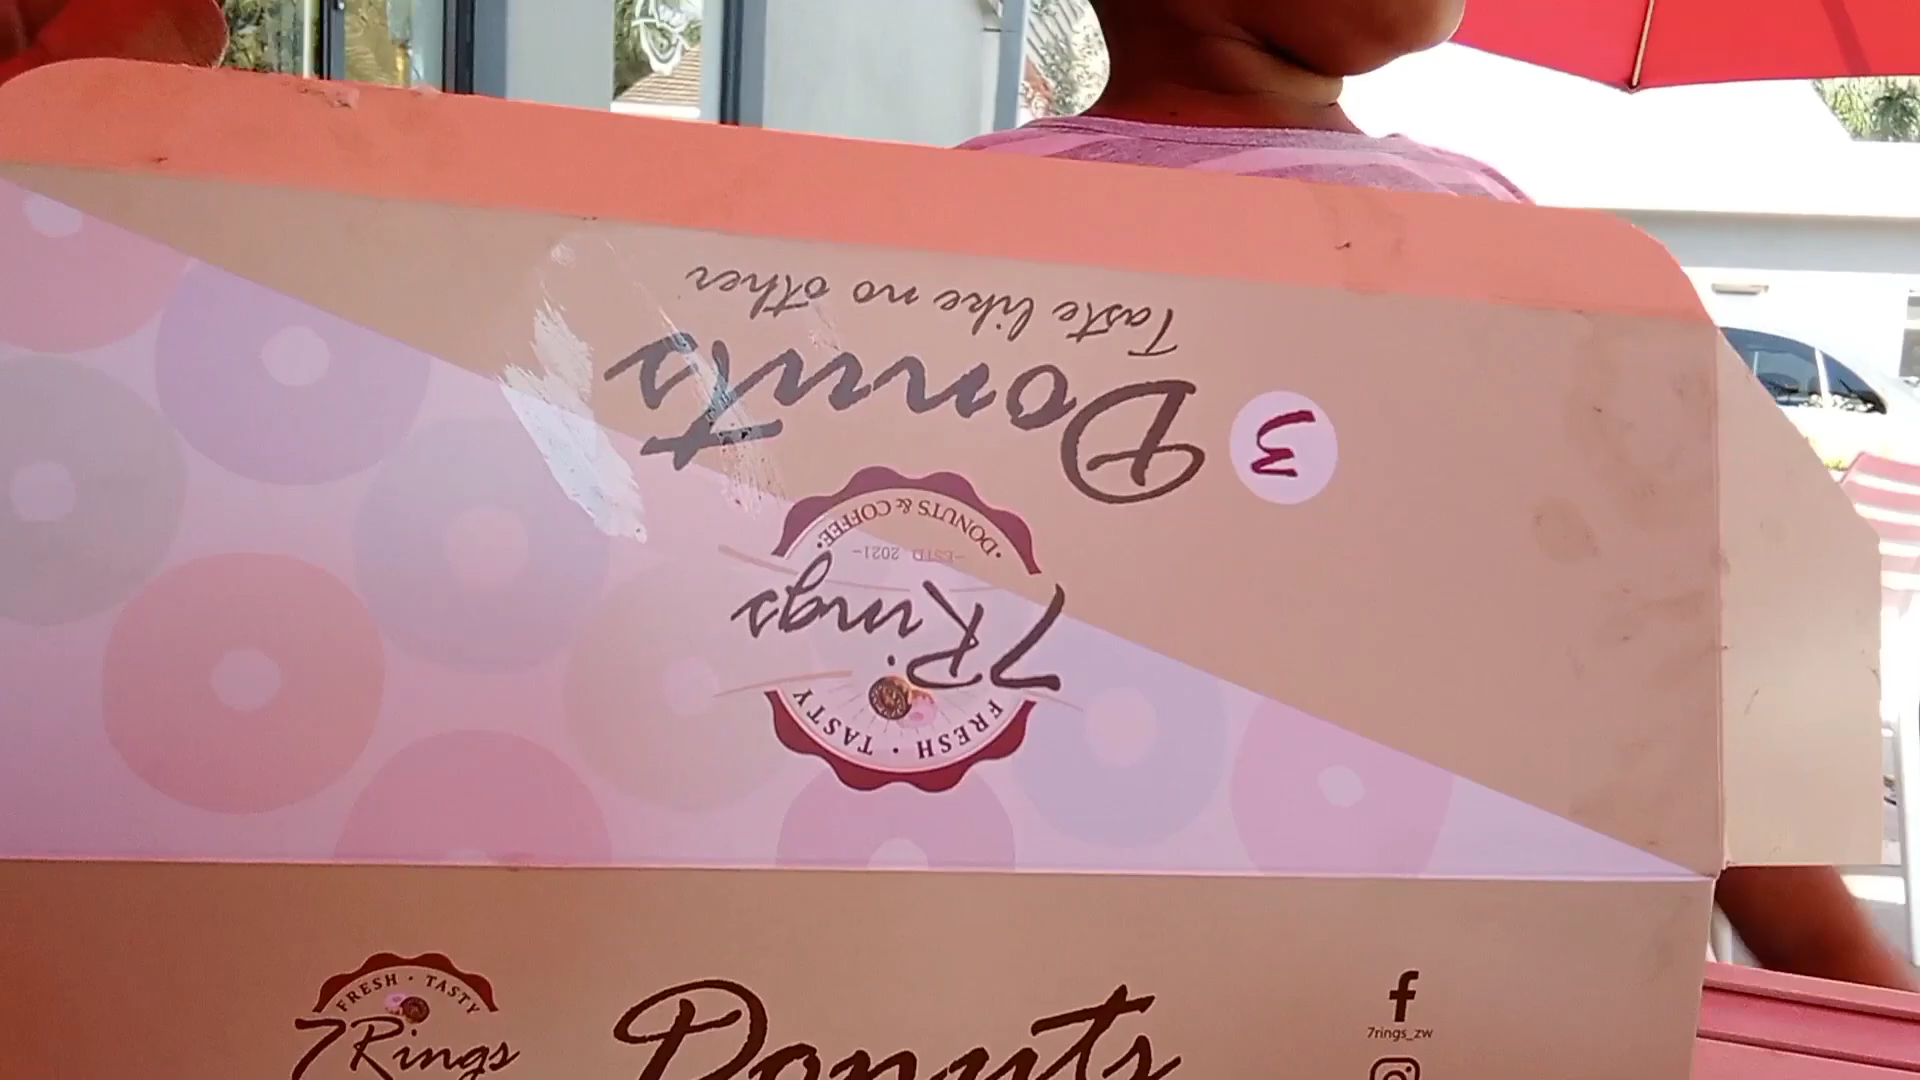 Taste like no other
3 Donuts
•DONUTS & COFFEE•
-ESTD 2021-
7Rings
FRESH • TASTY
FRESH • TASTY
7Rings
Donuts
7rings_zw